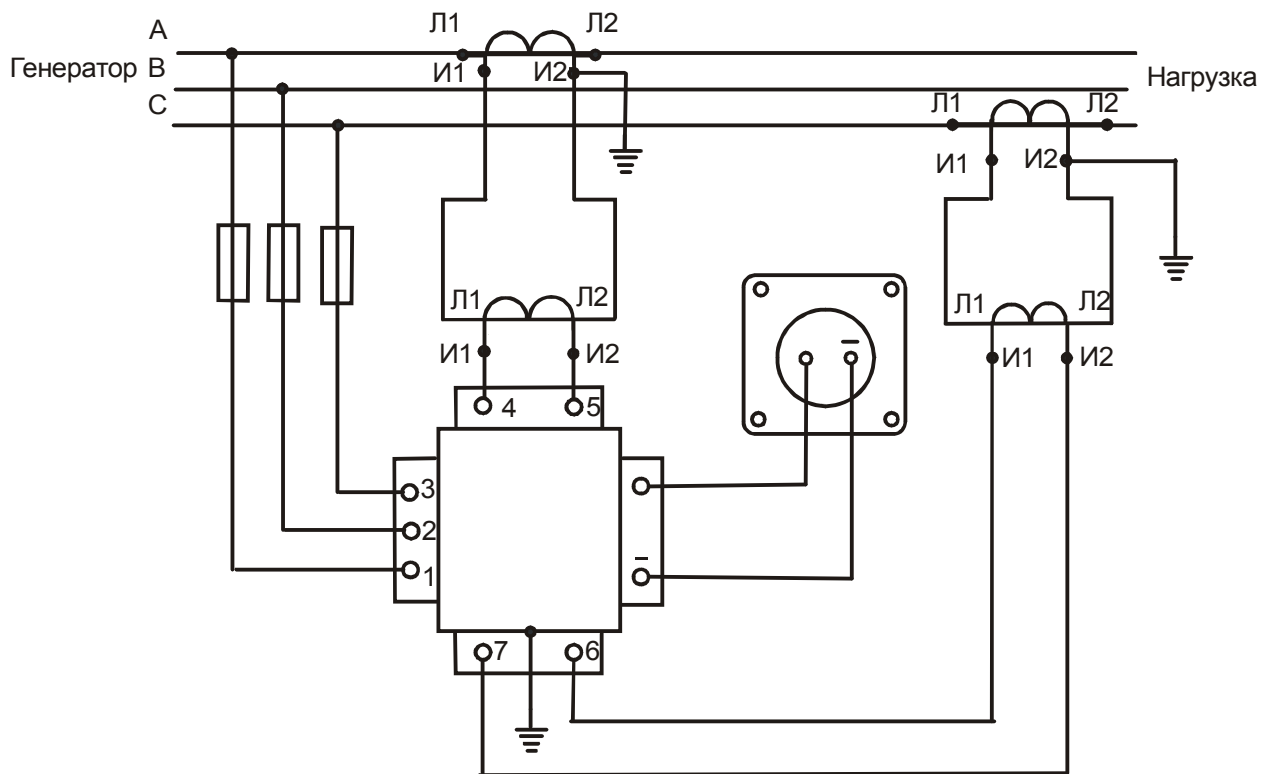 А
Л1 Л2
Генератор В
И1 И2
Нагрузка
С
Л1 Л2
И1 И2
Л1 Л2
Л1 Л2
И1 И2
–
И1 И2
4 5
3
2
1
–
7 6